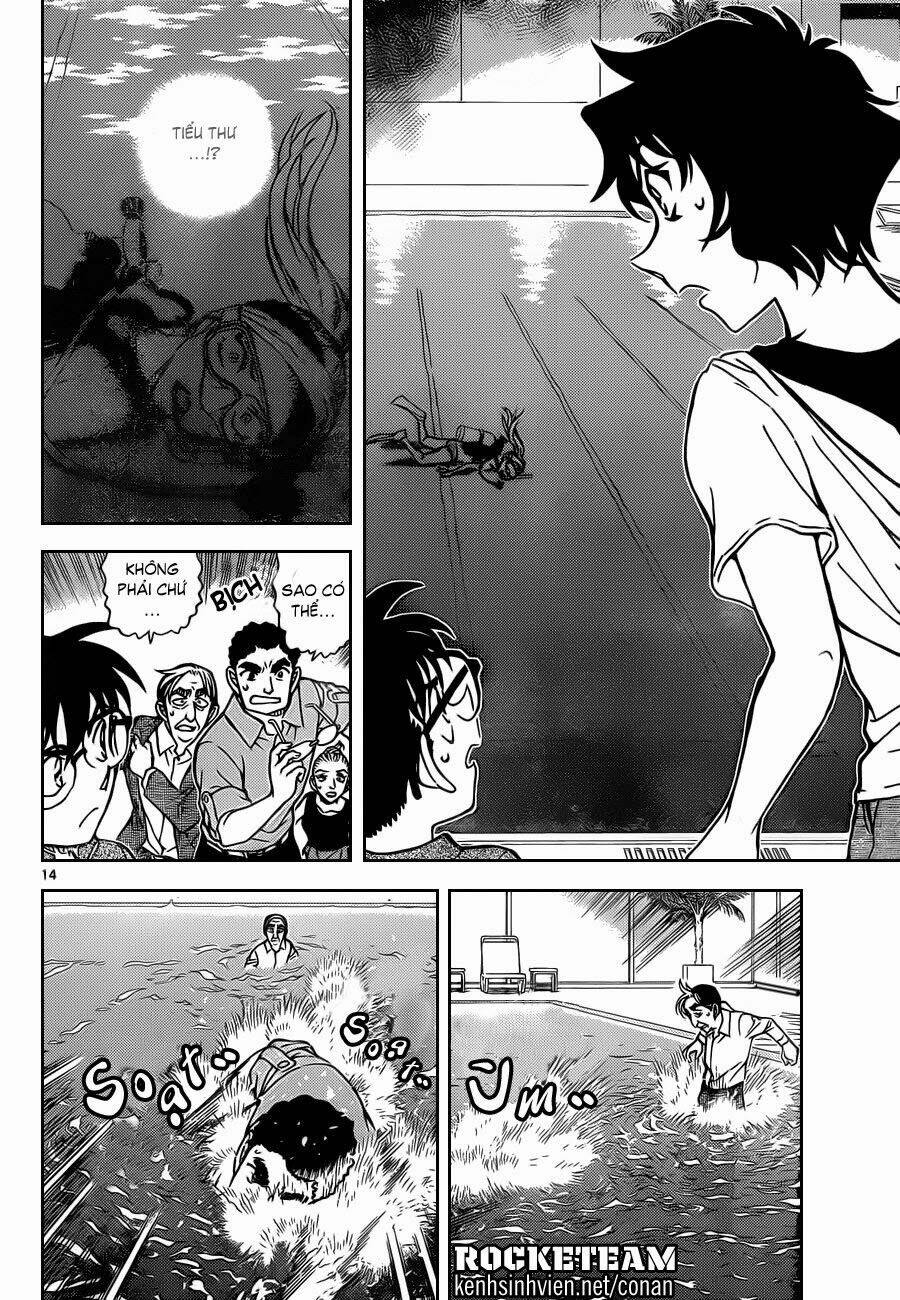 TIỂU THƯ
...!?
KHÔNG
PHẢI CHỨ
...
BỊCH
SAO CÓ
THỂ...
14
Soạt..
Soạt..
Ùm..
ROCKETEAM
kenhsinhvien.net/conan